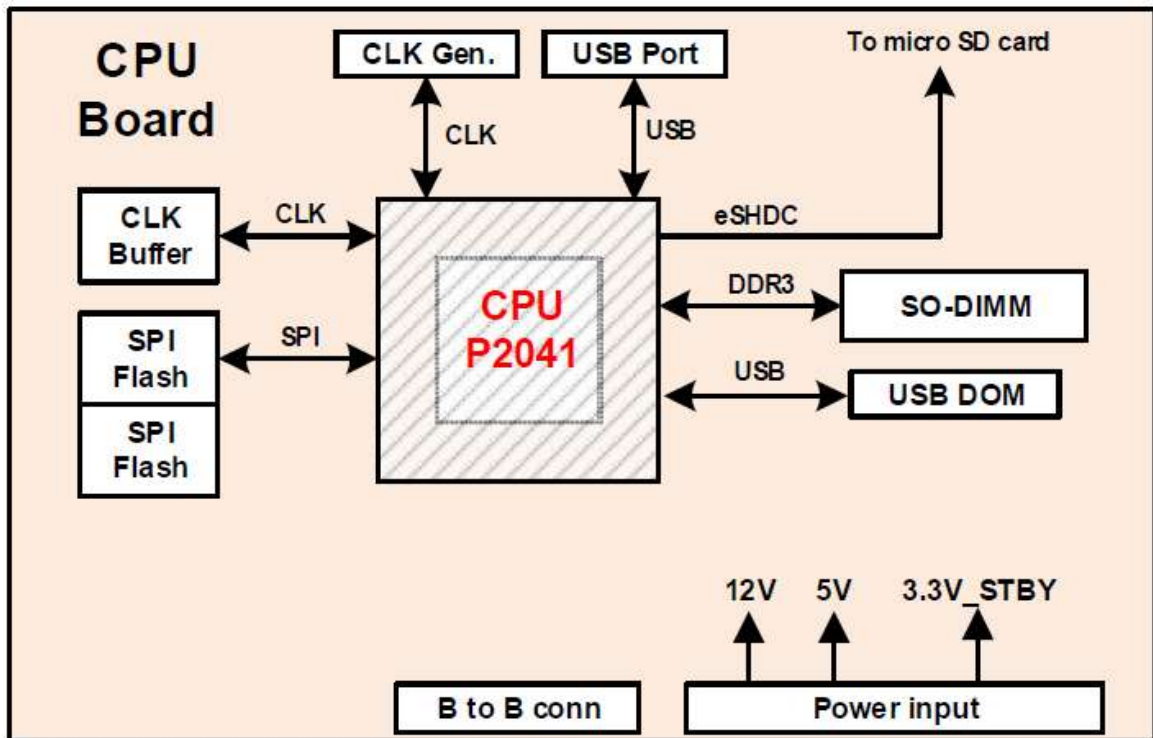 CPU
Board
CLK Gen.
USB Port
To micro SD card
CLK
USB
CLK
Buffer
CLK
eSHDC
CPU
P2041
DDR3
SO-DIMM
SPI
Flash
SPI
USB
USB DOM
SPI
Flash
12V
5V
3.3V_STBY
B to B conn
Power input